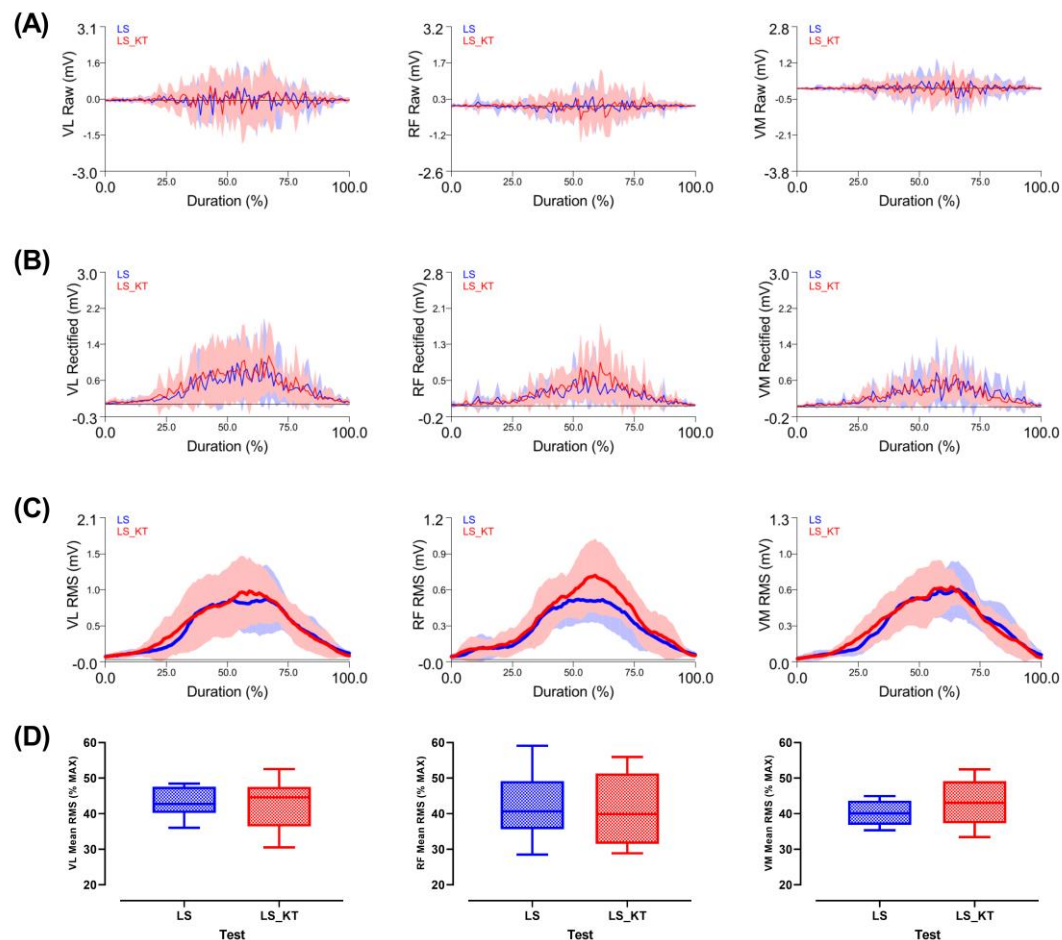 (A)
LS
LS_KT
VL Raw (mV)
3.1
1.6
0.0
-1.5
-3.0
0.0 25.0 50.0 75.0 100.0
Duration (%)
LS
LS_KT
RF Raw (mV)
3.1
1.7
0.3
-1.2
-2.6
0.0 25.0 50.0 75.0 100.0
Duration (%)
LS
LS_KT
VM Raw (mV)
2.8
1.2
-0.5
-2.1
-3.8
0.0 25.0 50.0 75.0 100.0
Duration (%)
(B)
LS
LS_KT
VL Rectified (mV)
3.0
2.2
1.4
0.6
-0.3
0.0 25.0 50.0 75.0 100.0
Duration (%)
LS
LS_KT
RF Rectified (mV)
2.8
2.1
1.3
0.5
-0.2
0.0 25.0 50.0 75.0 100.0
Duration (%)
LS
LS_KT
VM Rectified (mV)
3.0
2.2
1.4
0.6
-0.2
0.0 25.0 50.0 75.0 100.0
Duration (%)
(C)
LS
LS_KT
VL RMS (mV)
2.1
1.5
1.0
0.5
-0.0
0.0 25.0 50.0 75.0 100.0
Duration (%)
LS
LS_KT
RF RMS (mV)
1.2
0.9
0.6
0.3
-0.0
0.0 25.0 50.0 75.0 100.0
Duration (%)
LS
LS_KT
VM RMS (mV)
1.3
1.0
0.6
0.3
0.0
0.0 25.0 50.0 75.0 100.0
Duration (%)
(D)
VL Mean RMS (% MAX)
60
50
40
30
20
LS LS_KT
Test
RF Mean RMS (% MAX)
60
50
40
30
20
LS LS_KT
Test
VM Mean RMS (% MAX)
60
50
40
30
20
LS LS_KT
Test